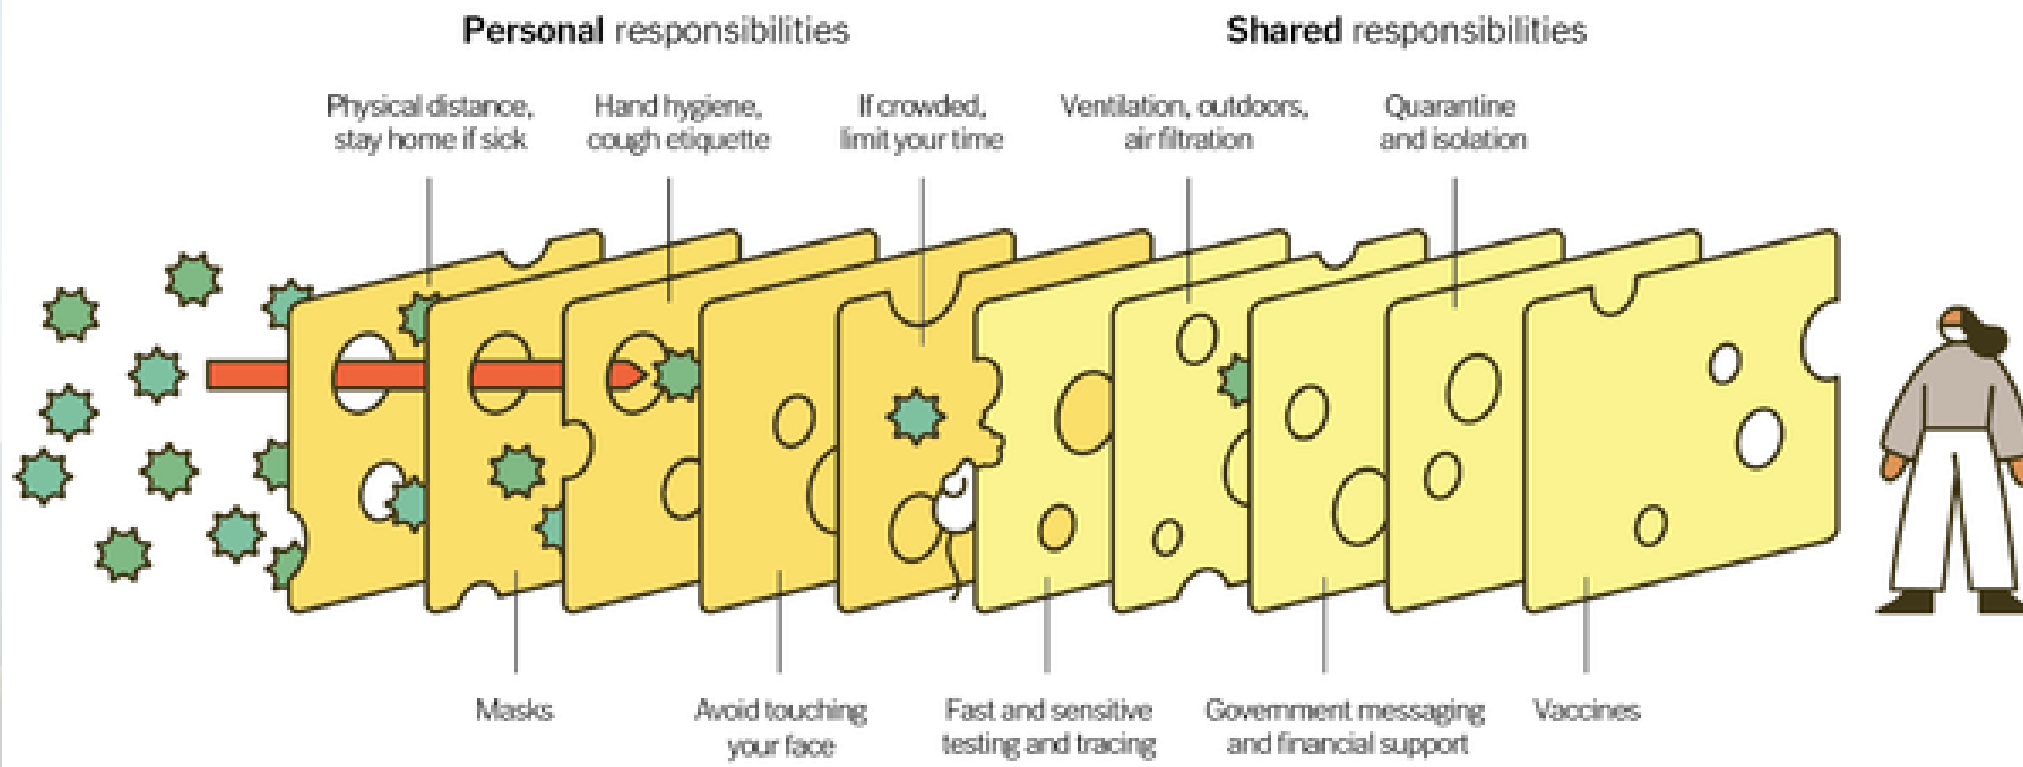 Personal responsibilities
Shared responsibilities
Physical distance,
stay home if sick
Hand hygiene,
cough etiquette
If crowded,
limit your time
Ventilation, outdoors,
air filtration
Quarantine
and isolation
Masks
Avoid touching
your face
Fast and sensitive
testing and tracing
Government messaging
and financial support
Vaccines